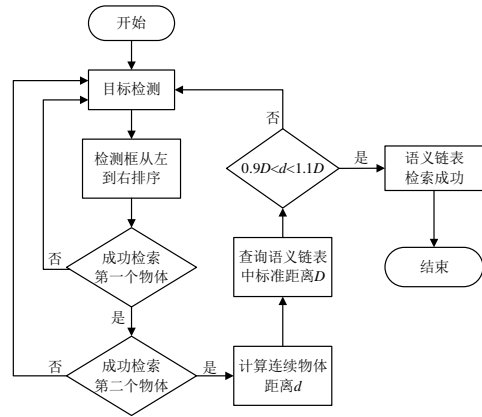 开始
目标检测
检测框从左
到右排序
否
成功检索
第一个物体
是
否
成功检索
第二个物体
是
计算连续物体
距离d
查询语义链表
中标准距离D
否
0.9D<d<1.1D
是
语义链表
检索成功
结束